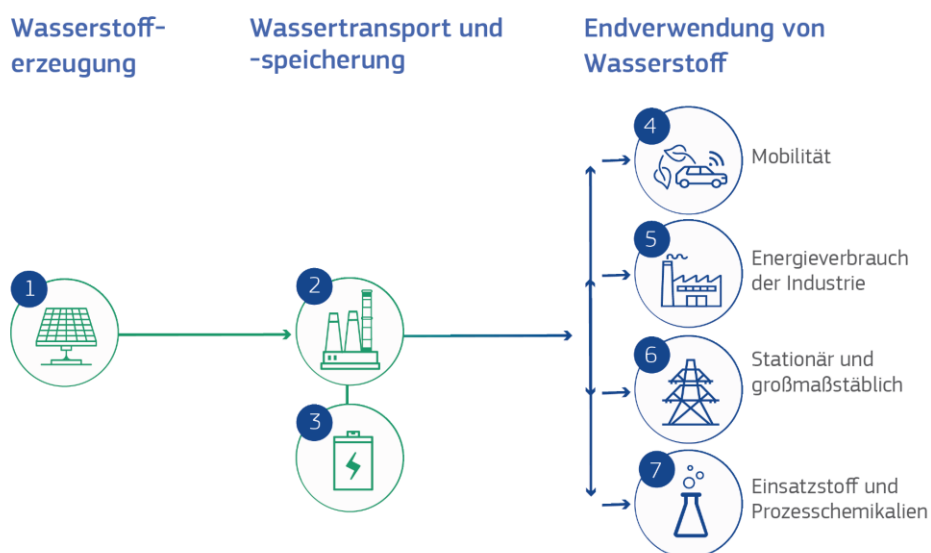 Wasserstoff-
erzeugung
Wassertransport und
-speicherung
Endverwendung von
Wasserstoff
1
2
3
4
Mobilität
5
Energieverbrauch
der Industrie
6
Stationär und
großmaßstäblich
7
Einsatzstoff und
Prozesschemikalien